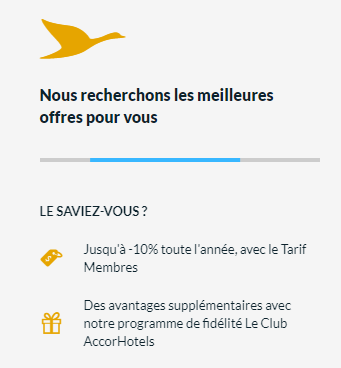 Nous recherchons les meilleures
offres pour vous
LE SAVIEZ-VOUS ?
Jusqu'à -10% toute l'année, avec le Tarif
Membres
Des avantages supplémentaires avec
notre programme de fidélité Le Club
AccorHotels